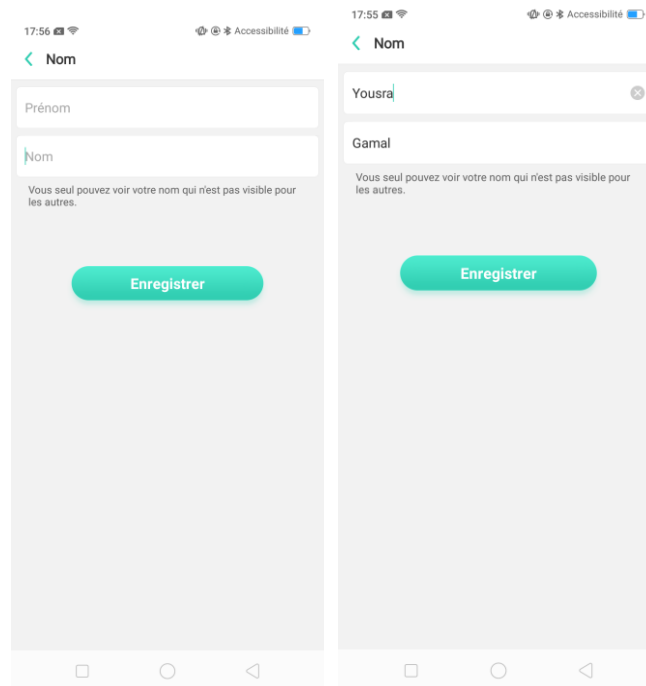 17:56
Accessibilité
Nom
Prénom
Nom
Vous seul pouvez voir votre nom qui n'est pas visible pour
les autres.
Enregistrer
17:55
Accessibilité
Nom
Yousra
Gamal
Vous seul pouvez voir votre nom qui n'est pas visible pour
les autres.
Enregistrer